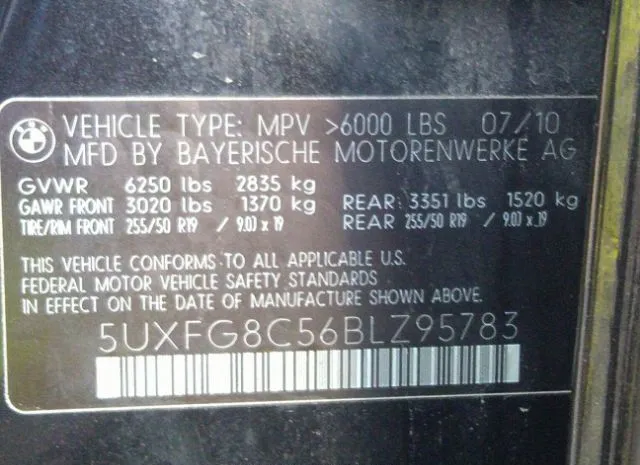 VEHICLE TYPE: MPV >6000 LBS 07/10
MFD BY BAYERISCHE MOTORENWERKE AG
GVWR 6250 lbs 2835 kg
GAWR FRONT 3020 lbs 1370 kg REAR: 3351 lbs 1520 kg
TIRE/RIM FRONT 255/50 R19 / 9.0J x 19 REAR 255/50 R19 / 9.0J x 19
THIS VEHICLE CONFORMS TO ALL APPLICABLE U.S.
FEDERAL MOTOR VEHICLE SAFETY STANDARDS
IN EFFECT ON THE DATE OF MANUFACTURE SHOWN ABOVE.
5UXFG8C56BLZ95783